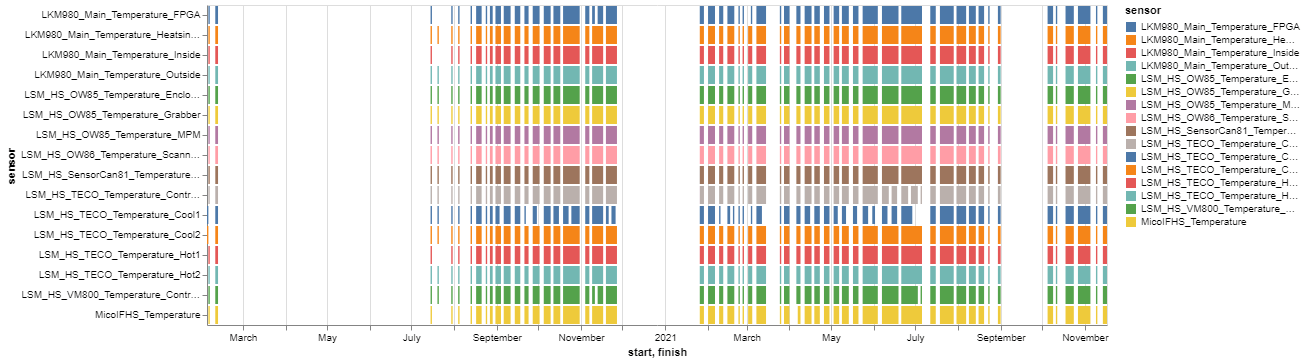 LKM980_Main_Temperature_FPGA
LKM980_Main_Temperature_Heatsin…
LKM980_Main_Temperature_Inside
LKM980_Main_Temperature_Outside
LSM_HS_OW85_Temperature_Enclo…
LSM_HS_OW85_Temperature_Grabber
LSM_HS_OW85_Temperature_MPM
LSM_HS_OW86_Temperature_Scann…
LSM_HS_SensorCan81_Temperature…
LSM_HS_TECO_Temperature_Contr…
LSM_HS_TECO_Temperature_Cool1
LSM_HS_TECO_Temperature_Cool2
LSM_HS_TECO_Temperature_Hot1
LSM_HS_TECO_Temperature_Hot2
LSM_HS_VM800_Temperature_Contr…
MicoIFHS_Temperature
sensor
March May July September November 2021 March May July September November
start, finish
sensor
LKM980_Main_Temperature_FPGA
LKM980_Main_Temperature_He…
LKM980_Main_Temperature_Inside
LKM980_Main_Temperature_Out…
LSM_HS_OW85_Temperature_E…
LSM_HS_OW85_Temperature_G…
LSM_HS_OW85_Temperature_M…
LSM_HS_OW86_Temperature_S…
LSM_HS_SensorCan81_Temper…
LSM_HS_TECO_Temperature_C…
LSM_HS_TECO_Temperature_C…
LSM_HS_TECO_Temperature_C…
LSM_HS_TECO_Temperature_H…
LSM_HS_TECO_Temperature_H…
LSM_HS_VM800_Temperature_…
MicoIFHS_Temperature